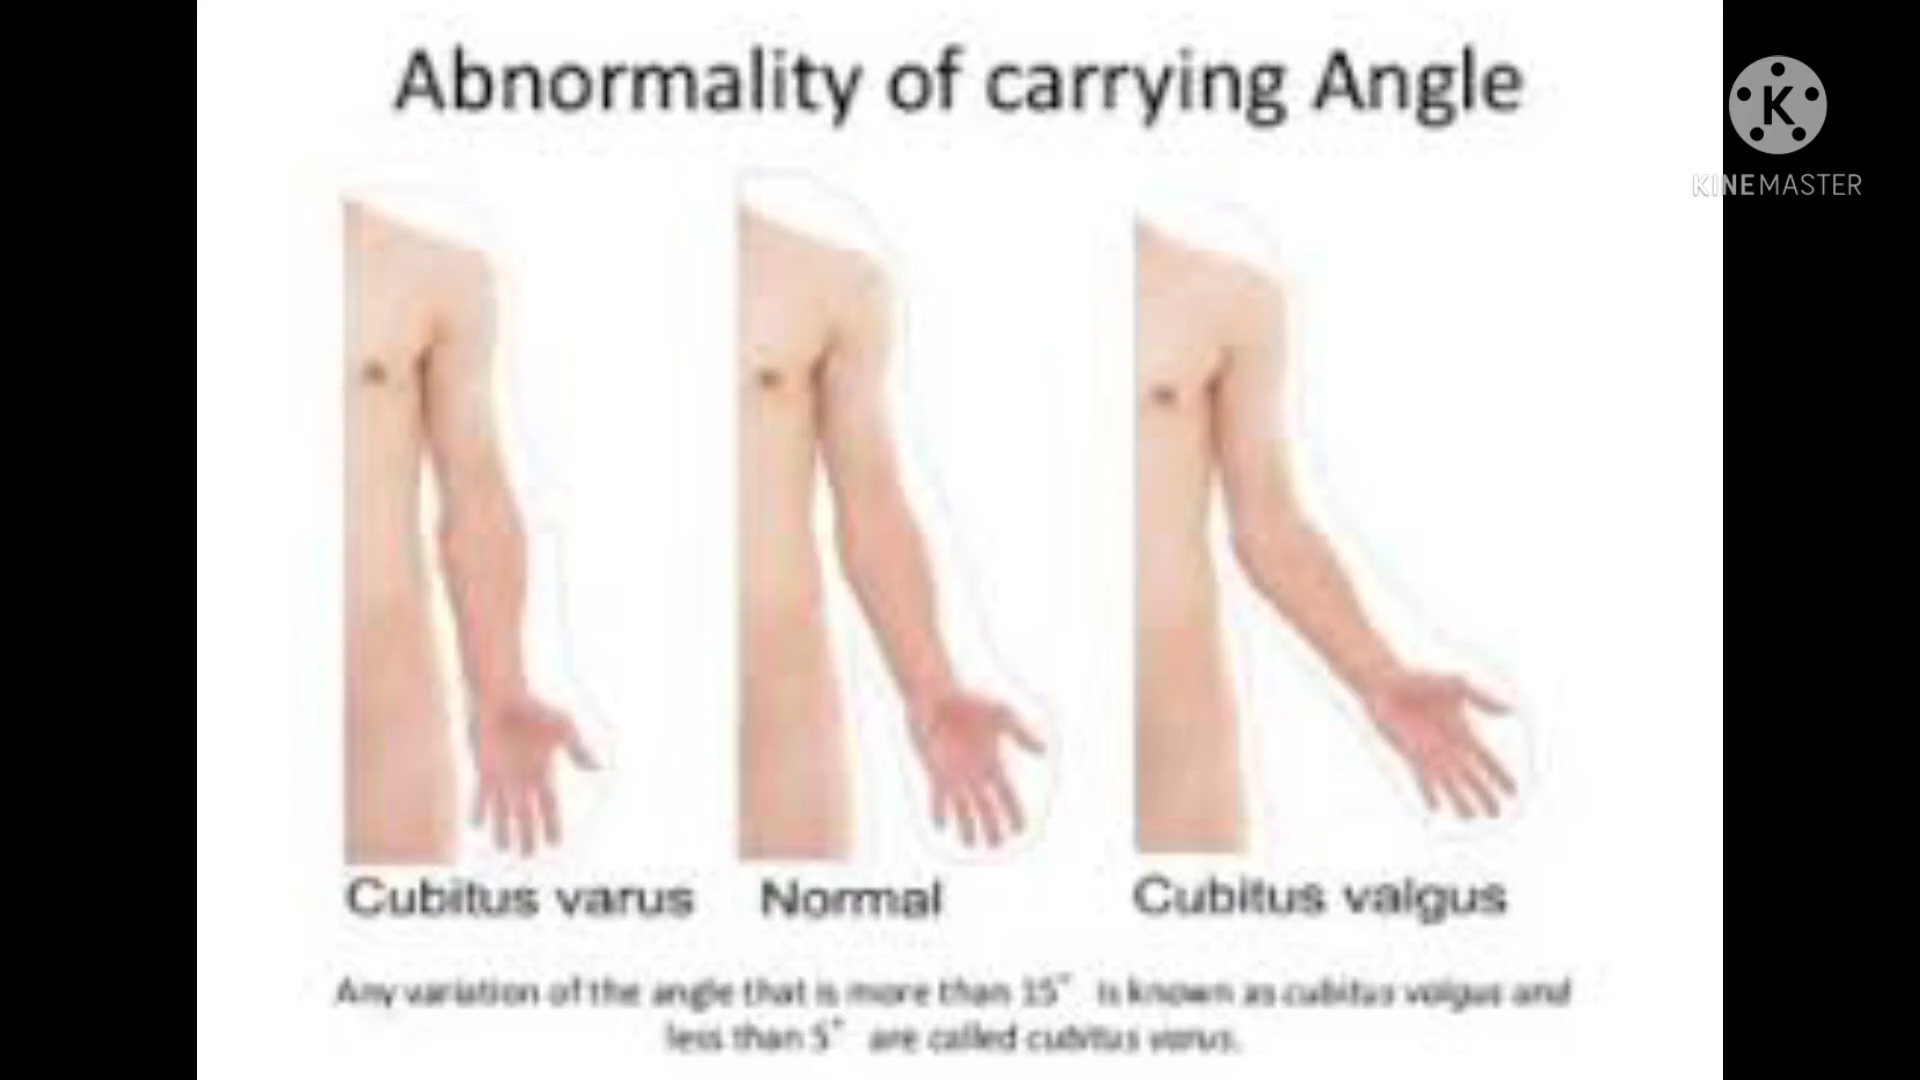 Abnormality of carrying Angle
K
KINEMASTER
Cubitus varus
Normal
Cubitus valgus
Any variation of the angle that is more than 15° is known as cubitus valgus and
less than 5° are called cubitus varus.